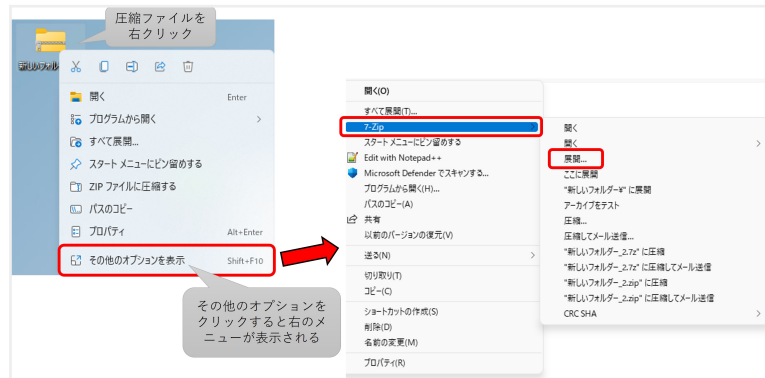 圧縮ファイルを
右クリック
新しいフォル
開く Enter
プログラムから開く
すべて展開...
スタート メニューにピン留めする
ZIP ファイルに圧縮する
パスのコピー
プロパティ Alt+Enter
その他のオプションを表示 Shift+F10
その他のオプションを
クリックすると右のメ
ニューが表示される
開く(O)
すべて展開(T)...
7-Zip
スタート メニューにピン留めする
Edit with Notepad++
Microsoft Defender でスキャンする...
プログラムから開く(H)...
パスのコピー(A)
共有
以前のバージョンの復元(V)
送る(N)
切り取り(T)
コピー(C)
ショートカットの作成(S)
削除(D)
名前の変更(M)
プロパティ(R)
開く
開く
展開...
ここに展開
"新しいフォルダー¥" に展開
アーカイブをテスト
圧縮...
圧縮してメール送信...
"新しいフォルダー_2.7z" に圧縮
"新しいフォルダー_2.7z" に圧縮してメール送信
"新しいフォルダー_2.zip" に圧縮
"新しいフォルダー_2.zip" に圧縮してメール送信
CRC SHA